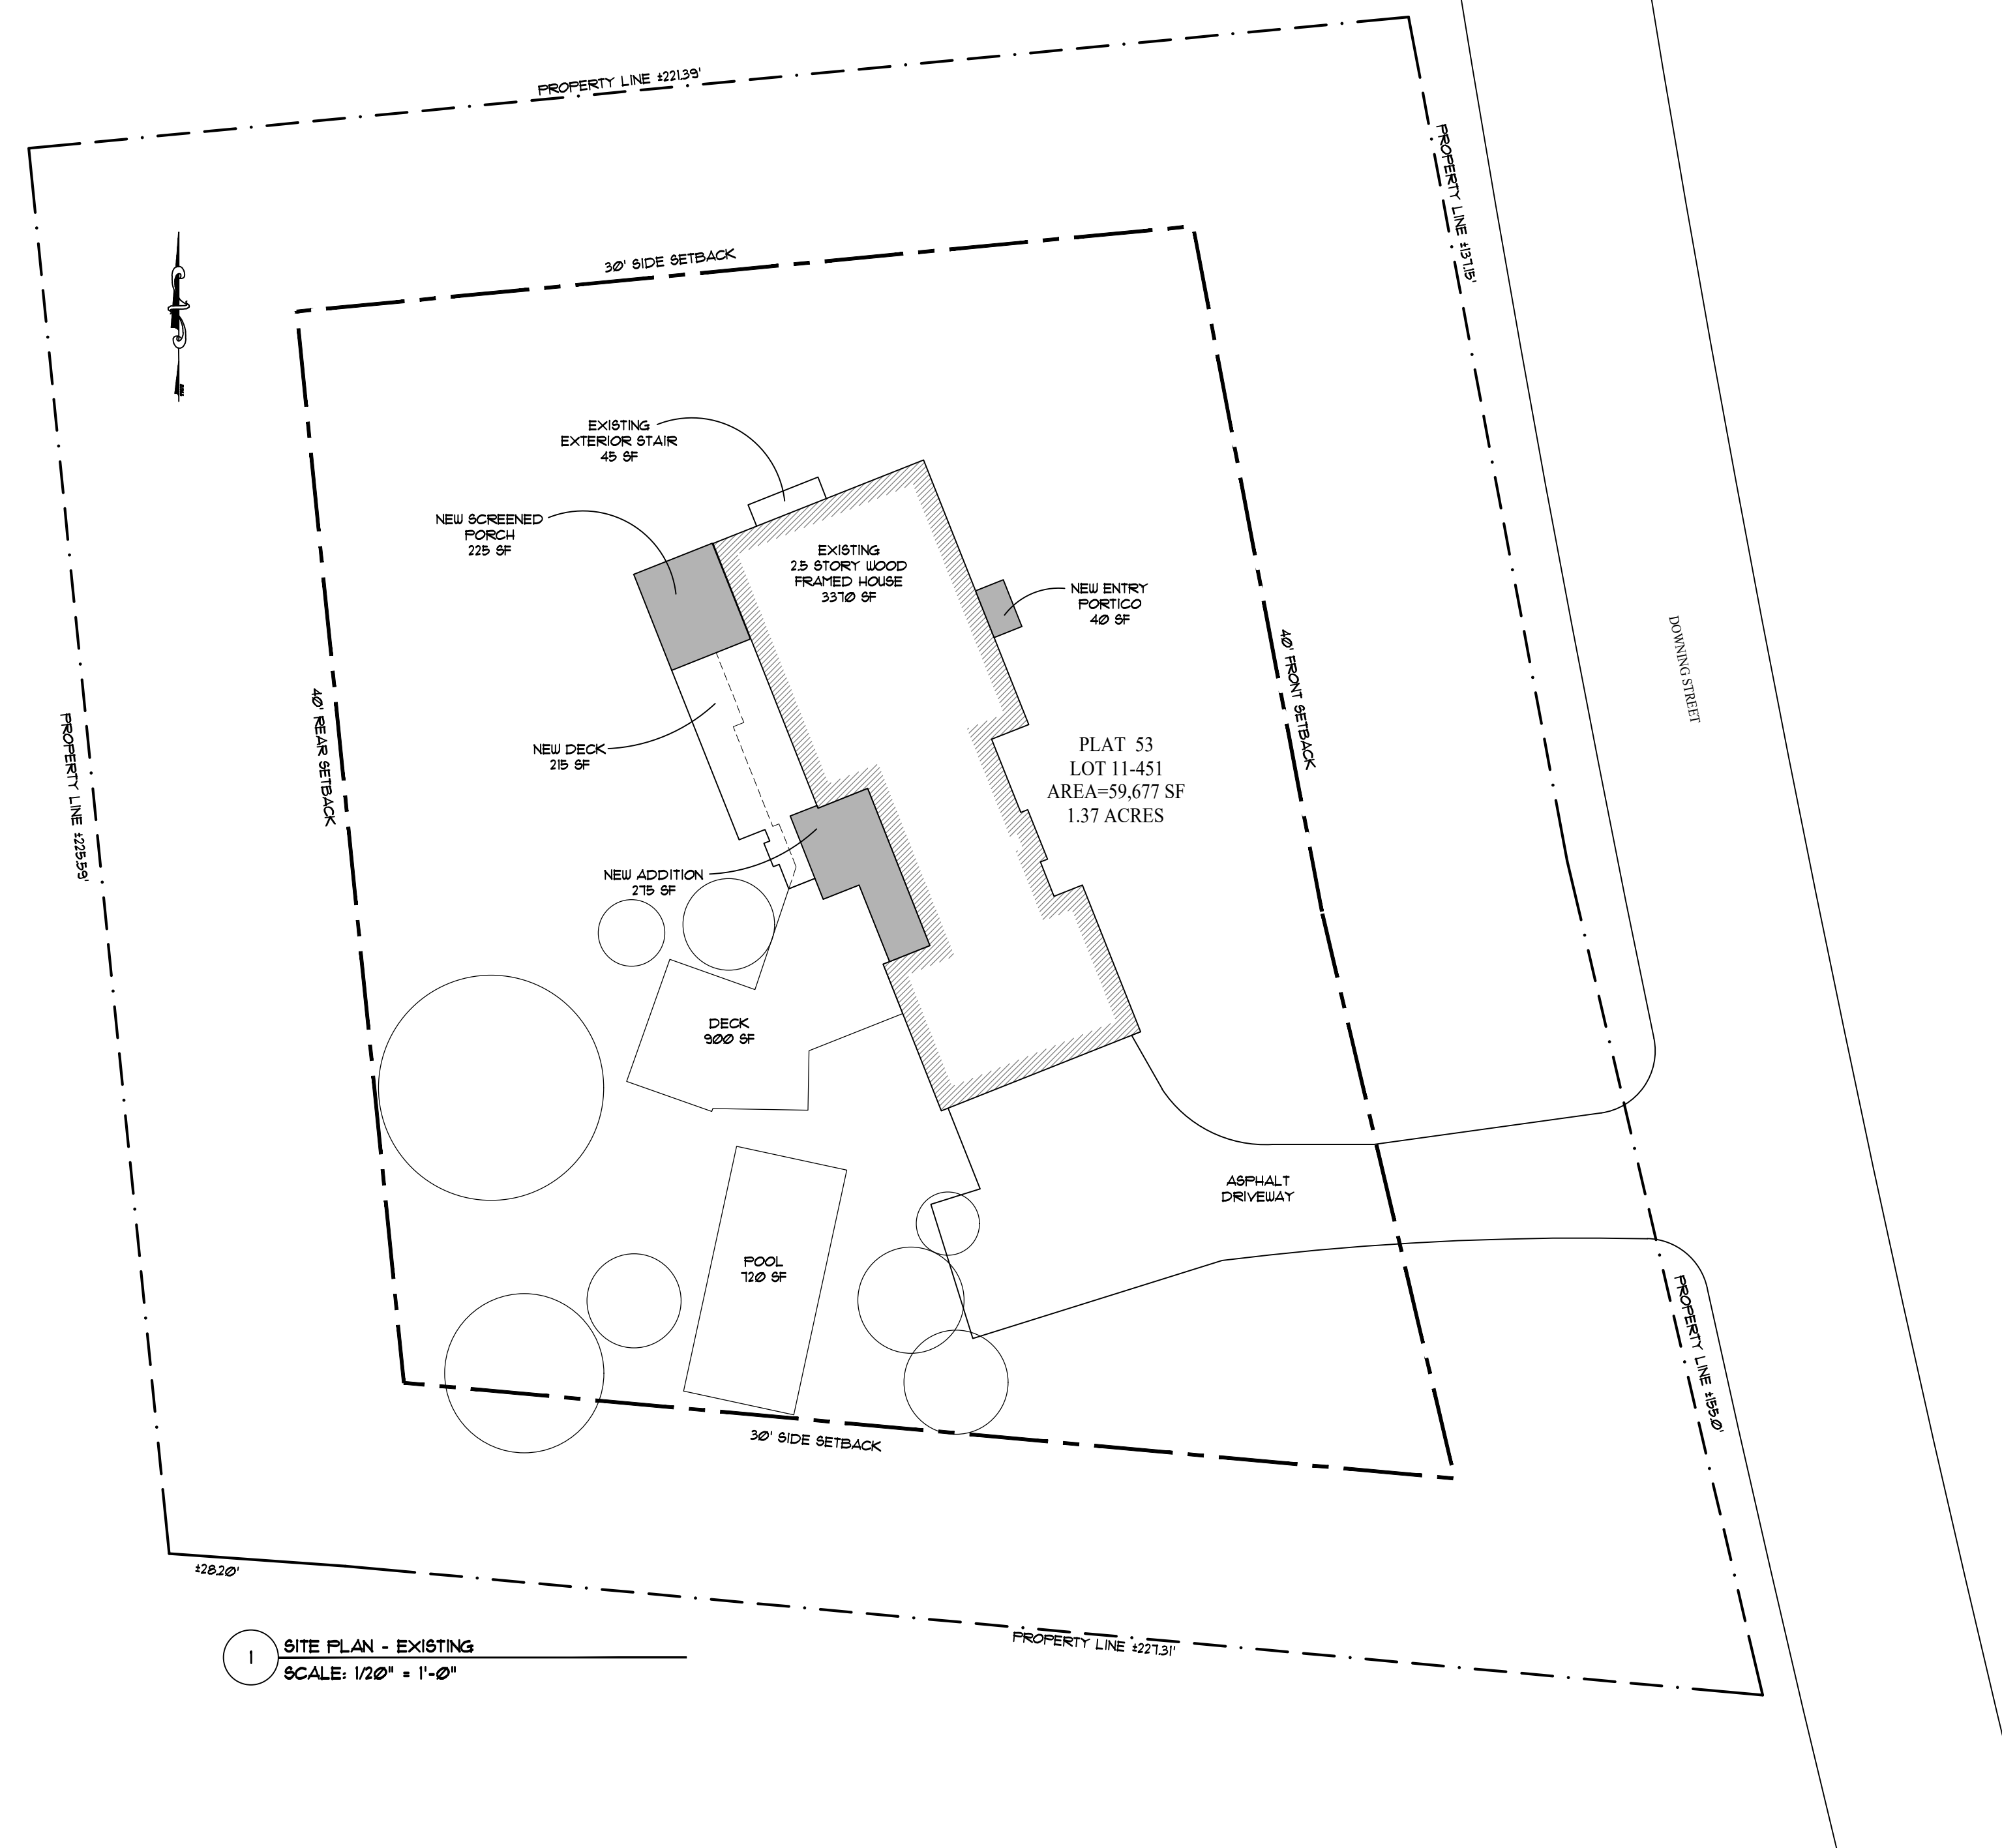 PROPERTY LINE ±221.39'
PROPERTY LINE ±137.15'
30' SIDE SETBACK
EXISTING
EXTERIOR STAIR
45 SF
NEW SCREENED
PORCH
225 SF
EXISTING
2.5 STORY WOOD
FRAMED HOUSE
3370 SF
NEW ENTRY
PORTICO
40 SF
40' FRONT SETBACK
DOWNING STREET
40' REAR SETBACK
PROPERTY LINE ±225.59'
NEW DECK
215 SF
PLAT 53
LOT 11-451
AREA=59,677 SF
1.37 ACRES
NEW ADDITION
275 SF
DECK
900 SF
ASPHALT
DRIVEWAY
POOL
720 SF
PROPERTY LINE ±155.0'
30' SIDE SETBACK
±28.20'
PROPERTY LINE ±227.31'
1
SITE PLAN - EXISTING
SCALE: 1/20" = 1'-0"